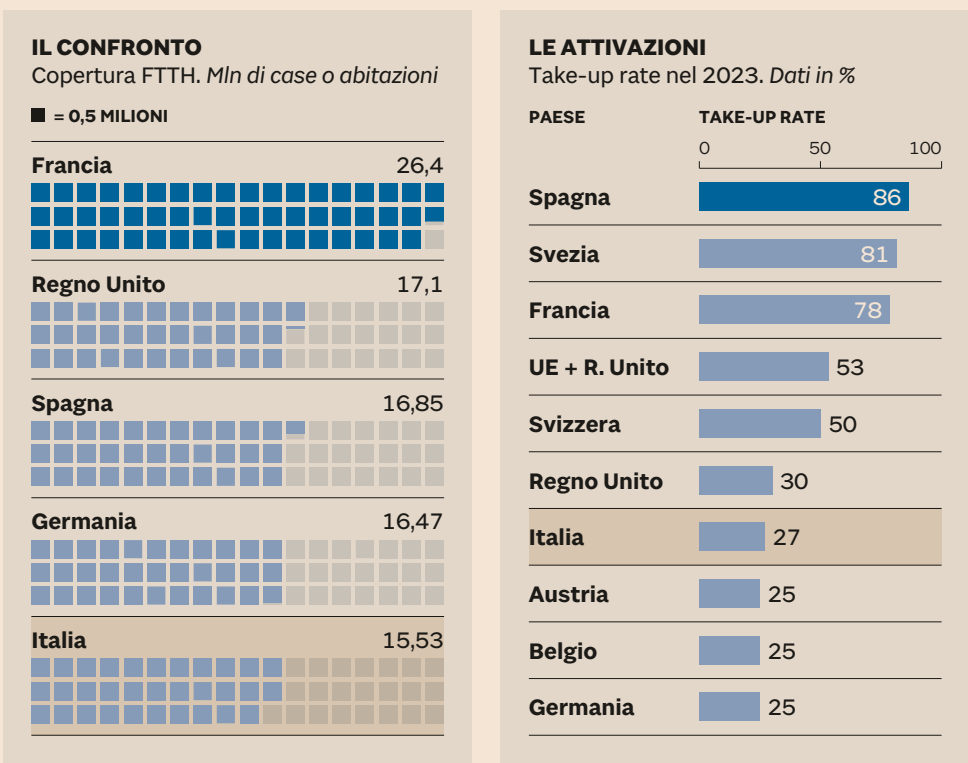 IL CONFRONTO
Copertura FTTH. Mln di case o abitazioni
= 0,5 MILIONI
Francia 26,4
Regno Unito 17,1
Spagna 16,85
Germania 16,47
Italia 15,53
LE ATTIVAZIONI
Take-up rate nel 2023. Dati in %
PAESE TAKE-UP RATE
0 50 100
Spagna 86
Svezia 81
Francia 78
UE + R. Unito 53
Svizzera 50
Regno Unito 30
Italia 27
Austria 25
Belgio 25
Germania 25